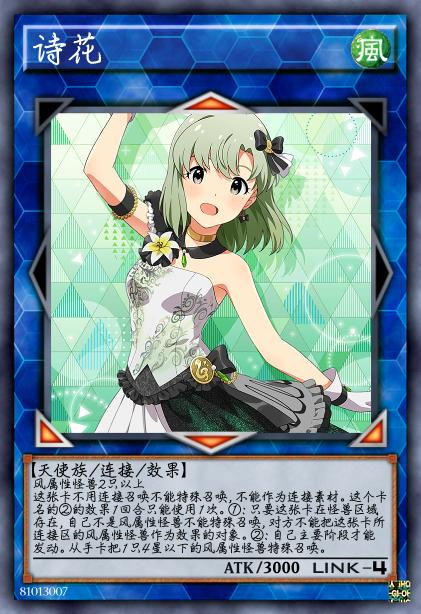 诗花
風
【天使族/连接/效果】
风属性怪兽2只以上
这张卡不用连接召唤不能特殊召唤,不能作为连接素材。这个卡
名的②的效果1回合只能使用1次。①:只要这张卡在怪兽区域
存在,自己不是风属性怪兽不能特殊召唤,对方不能把这张卡所
连接区的风属性怪兽作为效果的对象。②:自己主要阶段才能
发动。从手卡把1只4星以下的风属性怪兽特殊召唤。
ATK/3000 LINK-4
81013007